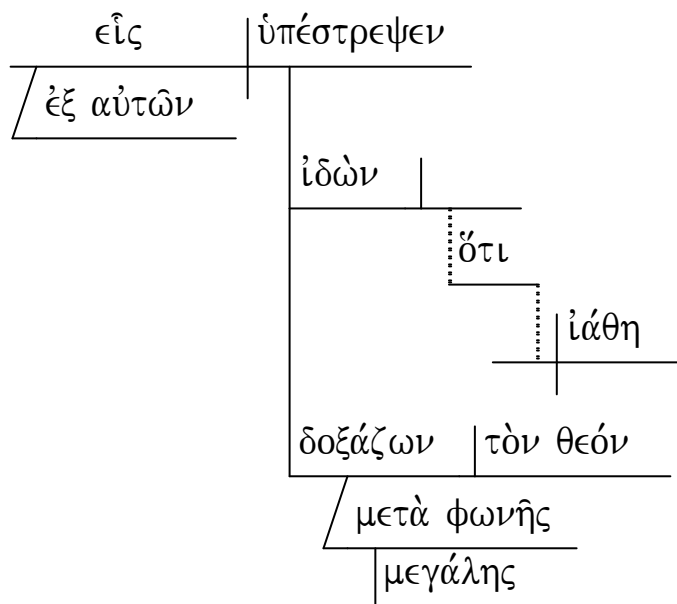 εἷς ὑπέστρεψεν
ἐξ αὐτῶν
ἰδὼν
ὅτι
ἰάθη
δοξάζων τὸν θεόν
μετὰ φωνῆς
μεγάλης